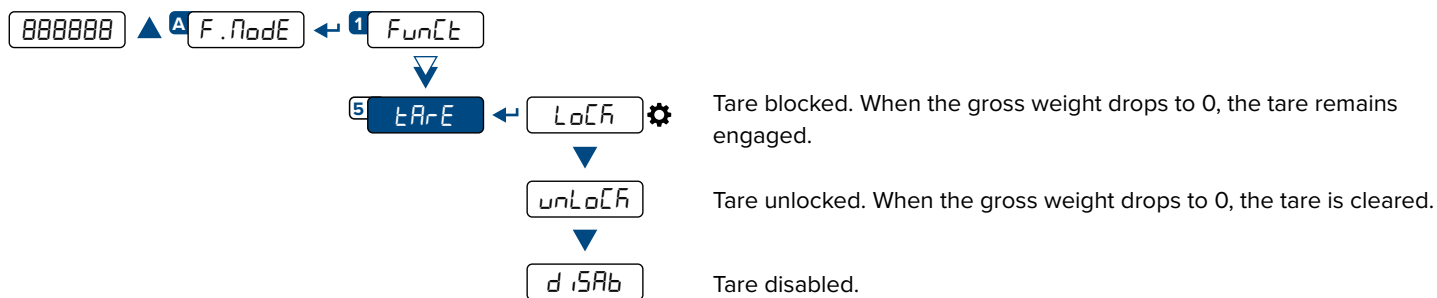 888888 A F.ModE 1 FunCt
5 tArE LoCK Tare blocked. When the gross weight drops to 0, the tare remains
engaged.
unLoCK Tare unlocked. When the gross weight drops to 0, the tare is cleared.
diSAb Tare disabled.